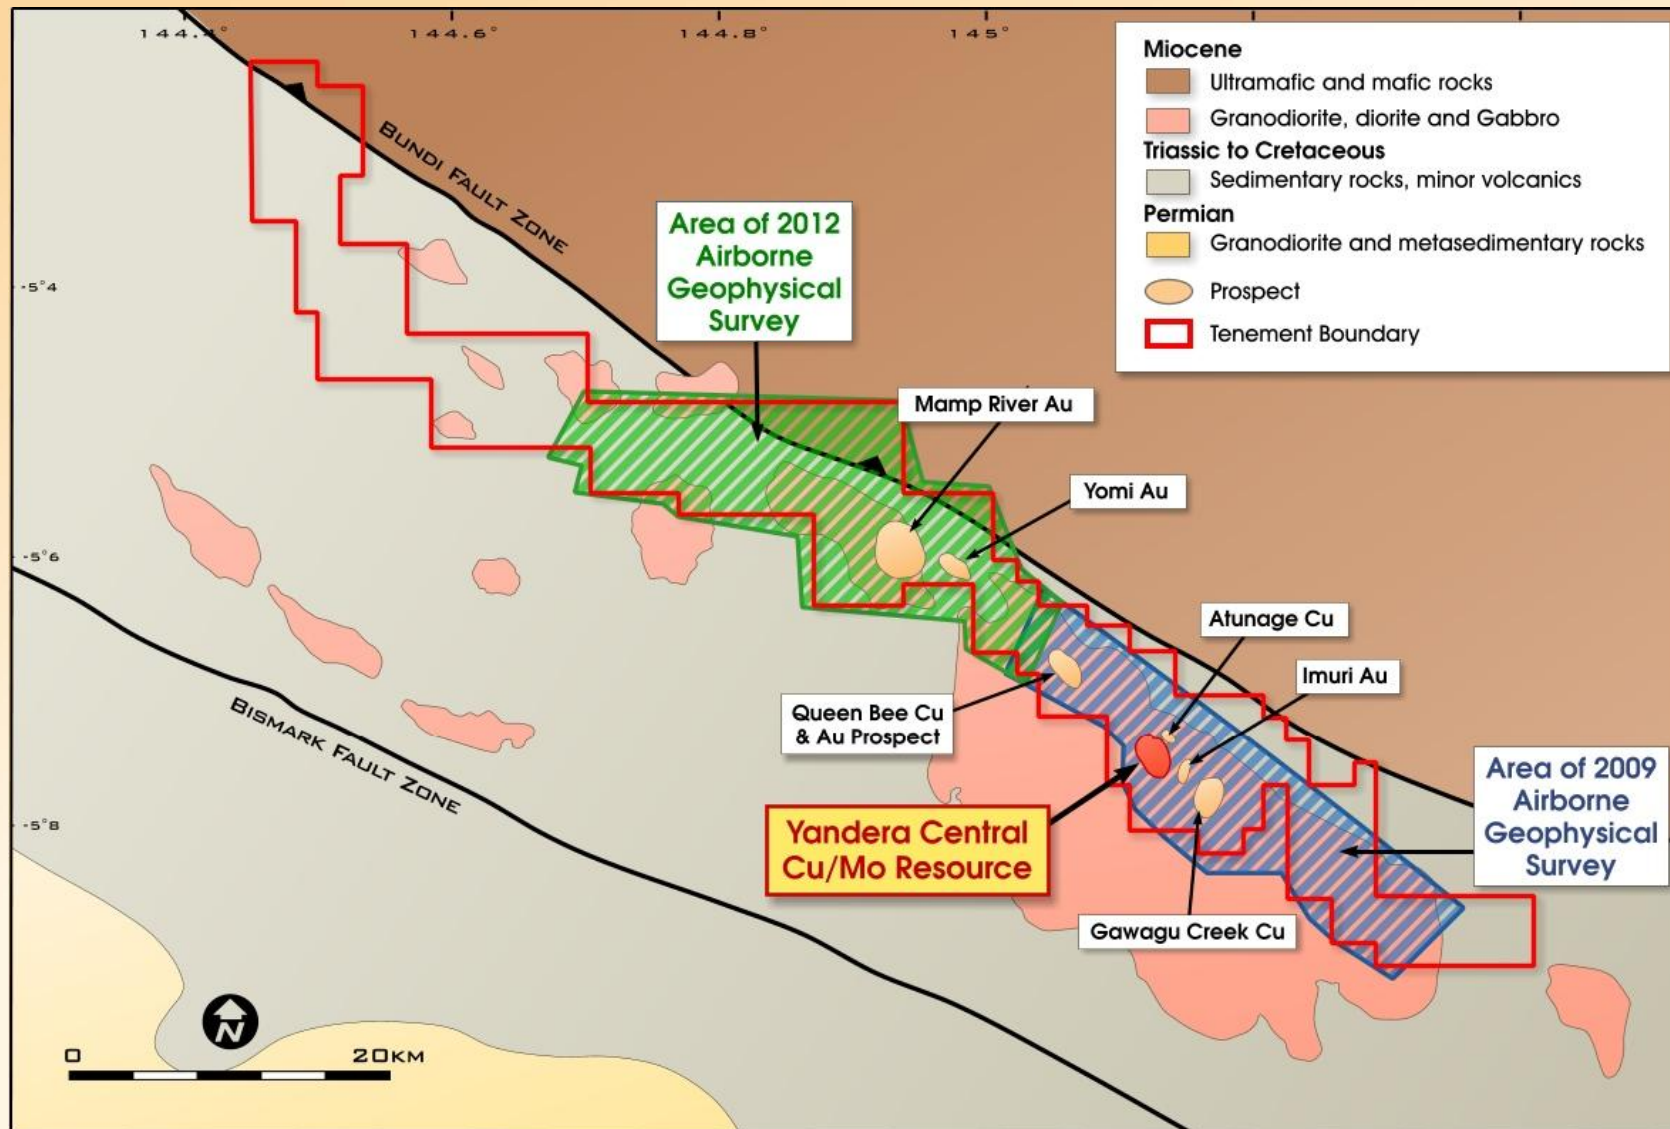 144.4°
144.6°
144.8°
145°
Miocene
Ultramafic and mafic rocks
Granodiorite, diorite and Gabbro
Triassic to Cretaceous
Sedimentary rocks, minor volcanics
Permian
Granodiorite and metasedimentary rocks
Prospect
Tenement Boundary
BUNDI FAULT ZONE
Area of 2012
Airborne
Geophysical
Survey
-5°4
Mamp River Au
Yomi Au
-5°6
Atunage Cu
Imuri Au
Queen Bee Cu
& Au Prospect
BISMARK FAULT ZONE
Area of 2009
Airborne
Geophysical
Survey
-5°8
Yandera Central
Cu/Mo Resource
Gawagu Creek Cu
N
0 20KM